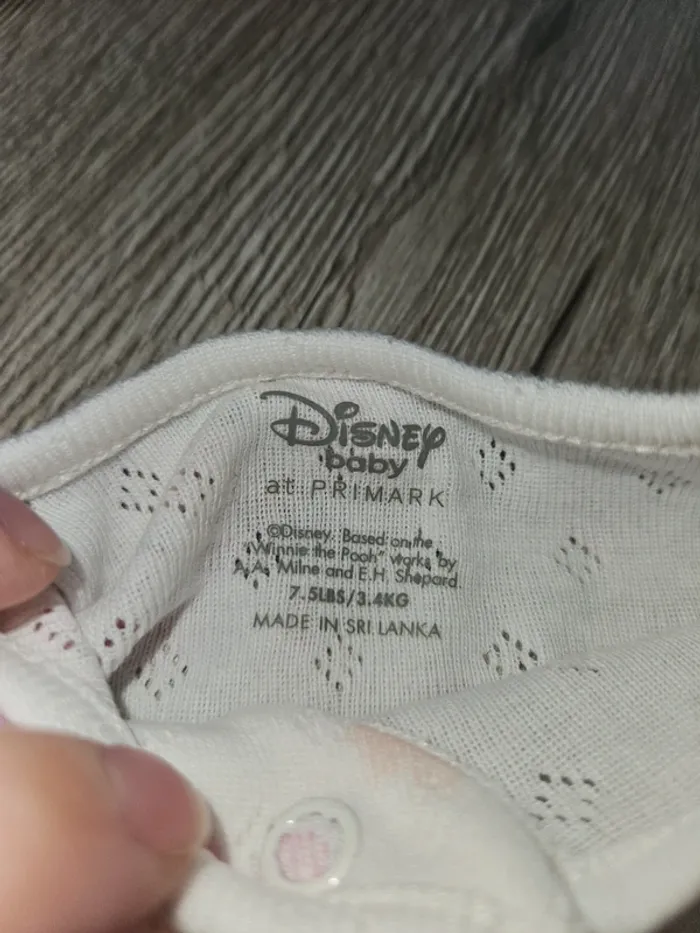 DISNEY
baby
at PRIMARK
©Disney. Based on the
"Winnie the Pooh" works by
A.A. Milne and E.H. Shepard.
7.5LBS/3.4KG
MADE IN SRI LANKA